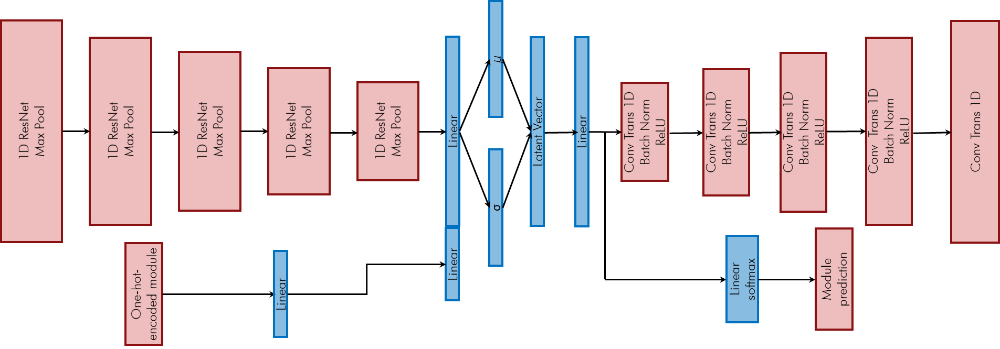 1D ResNet
Max Pool
1D ResNet
Max Pool
1D ResNet
Max Pool
1D ResNet
Max Pool
1D ResNet
Max Pool
Linear
μ
σ
Latent Vector
Linear
Conv Trans 1D
Batch Norm
ReLU
Conv Trans 1D
Batch Norm
ReLU
Conv Trans 1D
Batch Norm
ReLU
Conv Trans 1D
Batch Norm
ReLU
Conv Trans 1D
One-hot-
encoded module
Linear
Linear
Linear
softmax
Module
prediction